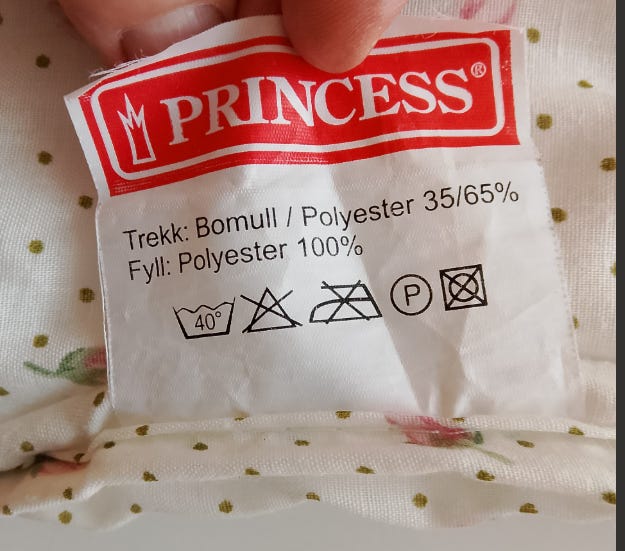 PRINCESS®
Trekk: Bomull / Polyester 35/65%
Fyll: Polyester 100%
40° P